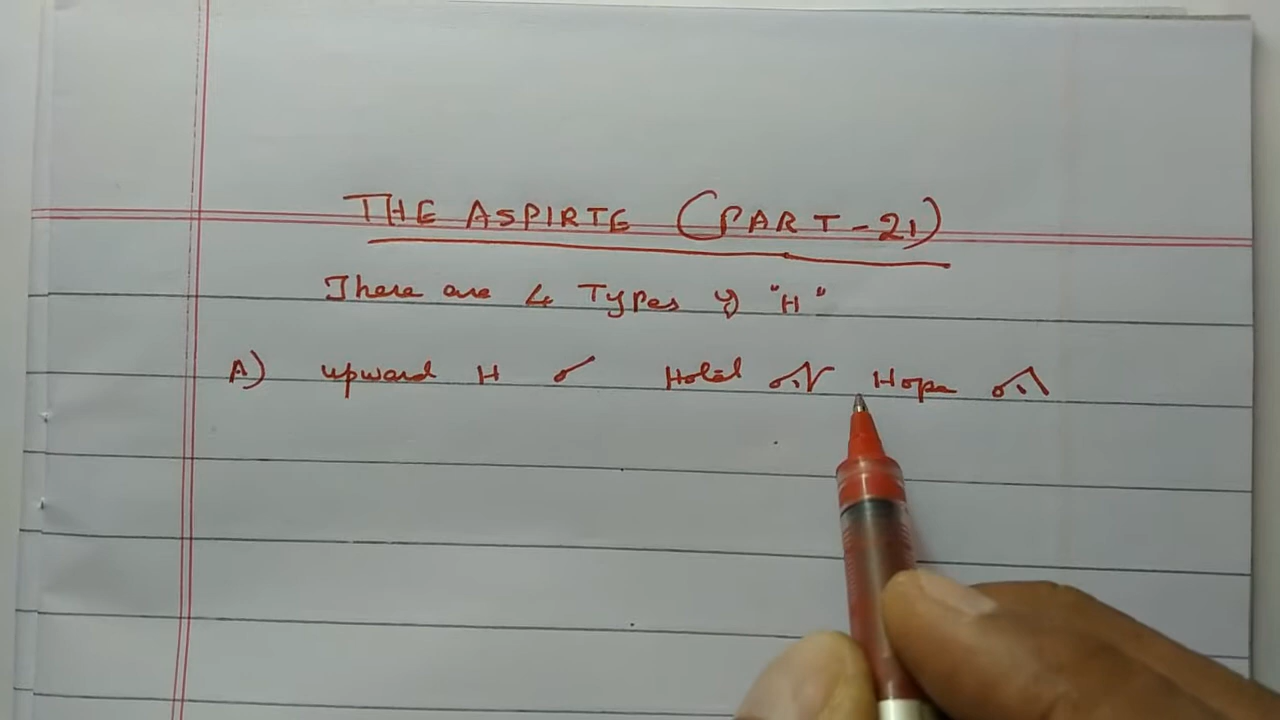 THE ASPIRTE (PART-21)
There are 4 Types of "H"
A) upward H Hotel Hope